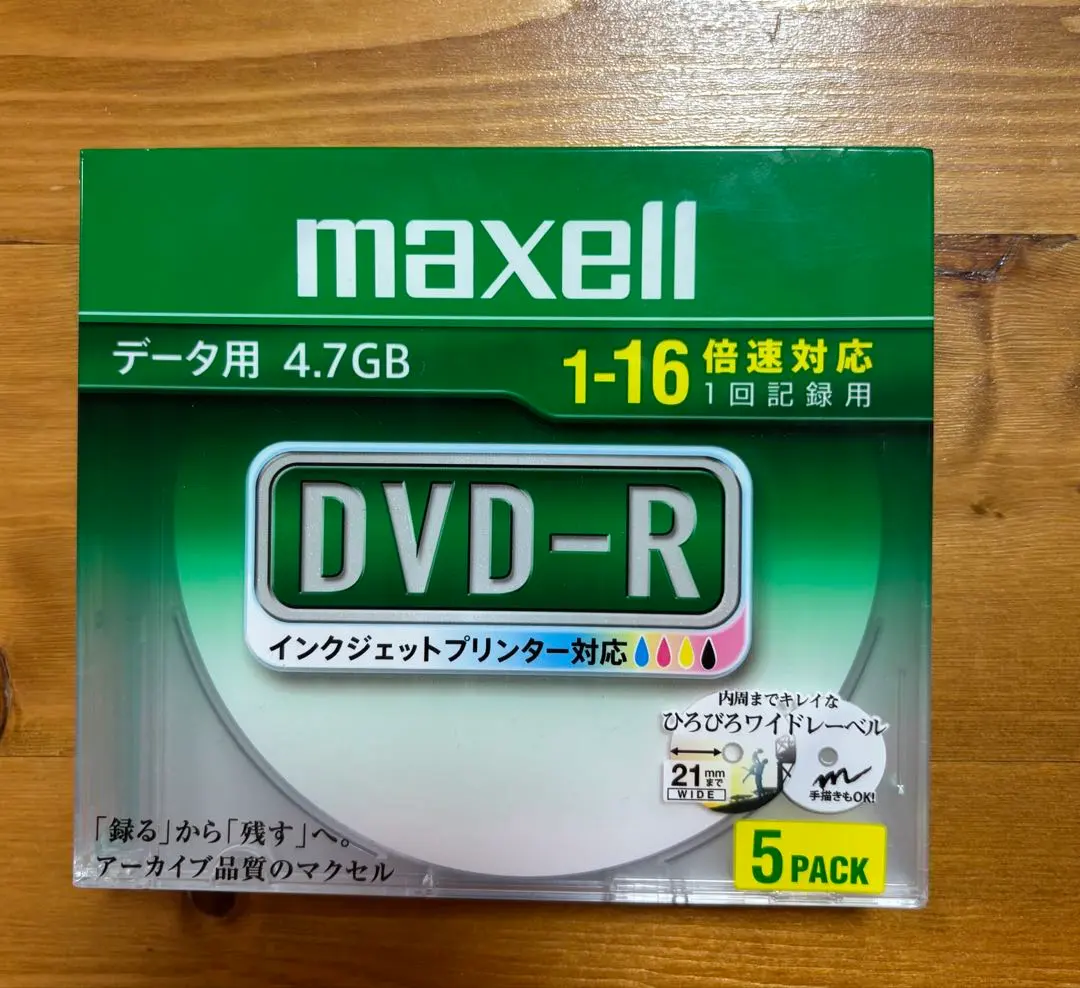 maxell
データ用 4.7GB
1-16 倍速対応
1回記録用
DVD-R
インクジェットプリンター対応
内周までキレイな
ひろびろワイドレーベル
21mmまで
WIDE
手描きもOK!
「録る」から「残す」へ。
アーカイブ品質のマクセル
5 PACK